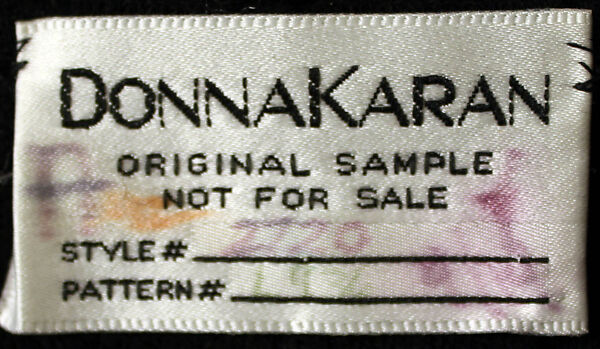 DONNAKARAN
ORIGINAL SAMPLE
NOT FOR SALE
STYLE#
PATTERN#